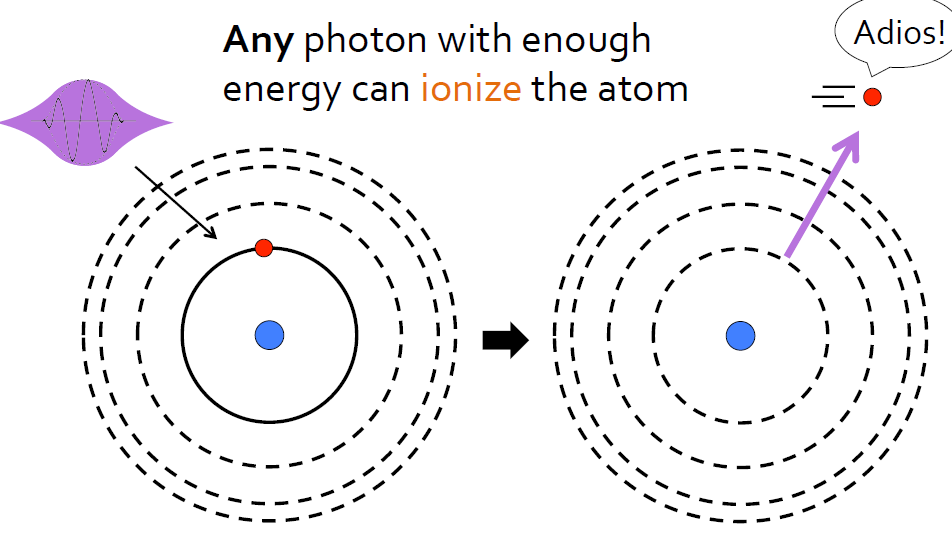 Any photon with enough
energy can ionize the atom
Adios!